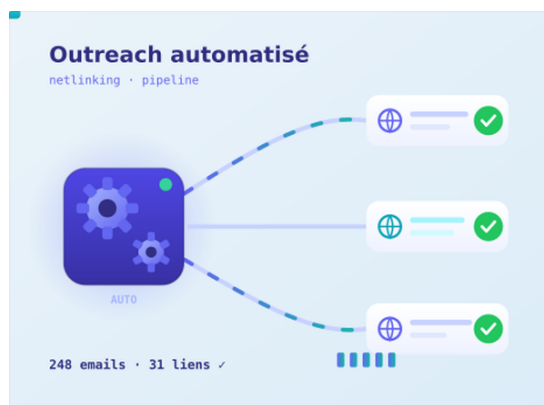 Outreach automatisé
netlinking · pipeline
AUTO
248 emails · 31 liens ✓